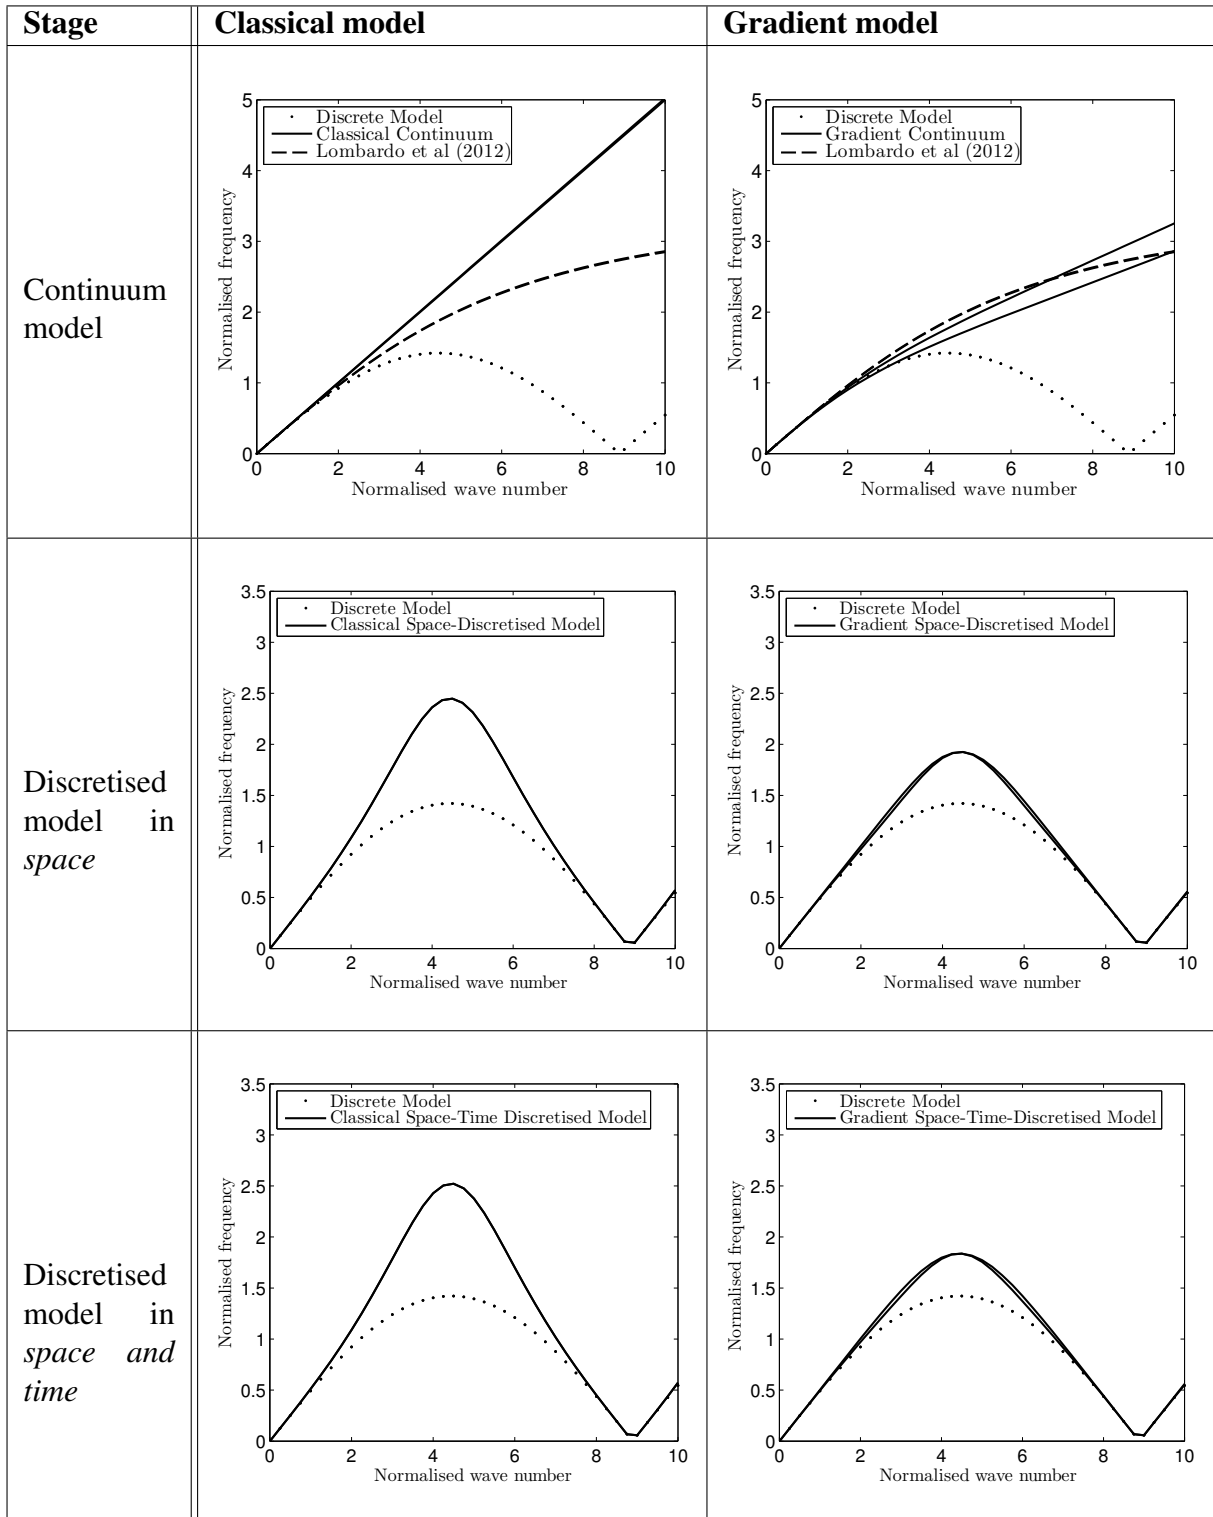 Stage
Classical model
Gradient model
Continuum
model
5
4
3
2
1
0
0
2
4
6
8
10
Normalised frequency
Normalised wave number
Discrete Model
Classical Continuum
Lombardo et al (2012)
5
4
3
2
1
0
0
2
4
6
8
10
Normalised frequency
Normalised wave number
Discrete Model
Gradient Continuum
Lombardo et al (2012)
Discretised
model in
space
3.5
3
2.5
2
1.5
1
0.5
0
0
2
4
6
8
10
Normalised frequency
Normalised wave number
Discrete Model
Classical Space-Discretised Model
3.5
3
2.5
2
1.5
1
0.5
0
0
2
4
6
8
10
Normalised frequency
Normalised wave number
Discrete Model
Gradient Space-Discretised Model
Discretised
model in
space and
time
3.5
3
2.5
2
1.5
1
0.5
0
0
2
4
6
8
10
Normalised frequency
Normalised wave number
Discrete Model
Classical Space-Time Discretised Model
3.5
3
2.5
2
1.5
1
0.5
0
0
2
4
6
8
10
Normalised frequency
Normalised wave number
Discrete Model
Gradient Space-Time-Discretised Model